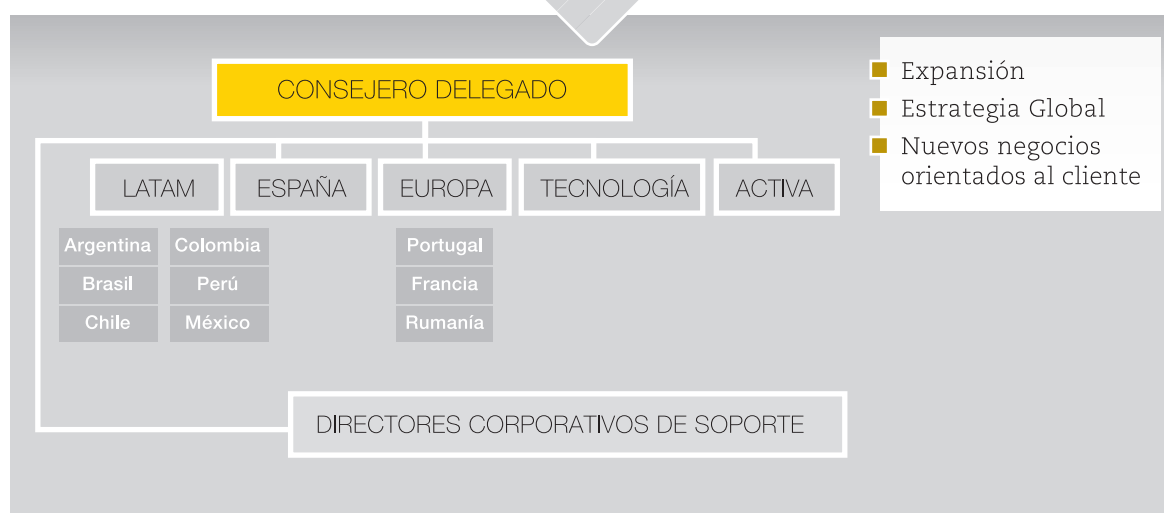 CONSEJERO DELEGADO
Expansión
Estrategia Global
Nuevos negocios
orientados al cliente
LATAM
ESPAÑA
EUROPA
TECNOLOGÍA
ACTIVA
Argentina
Colombia
Portugal
Brasil
Perú
Francia
Chile
México
Rumanía
DIRECTORES CORPORATIVOS DE SOPORTE